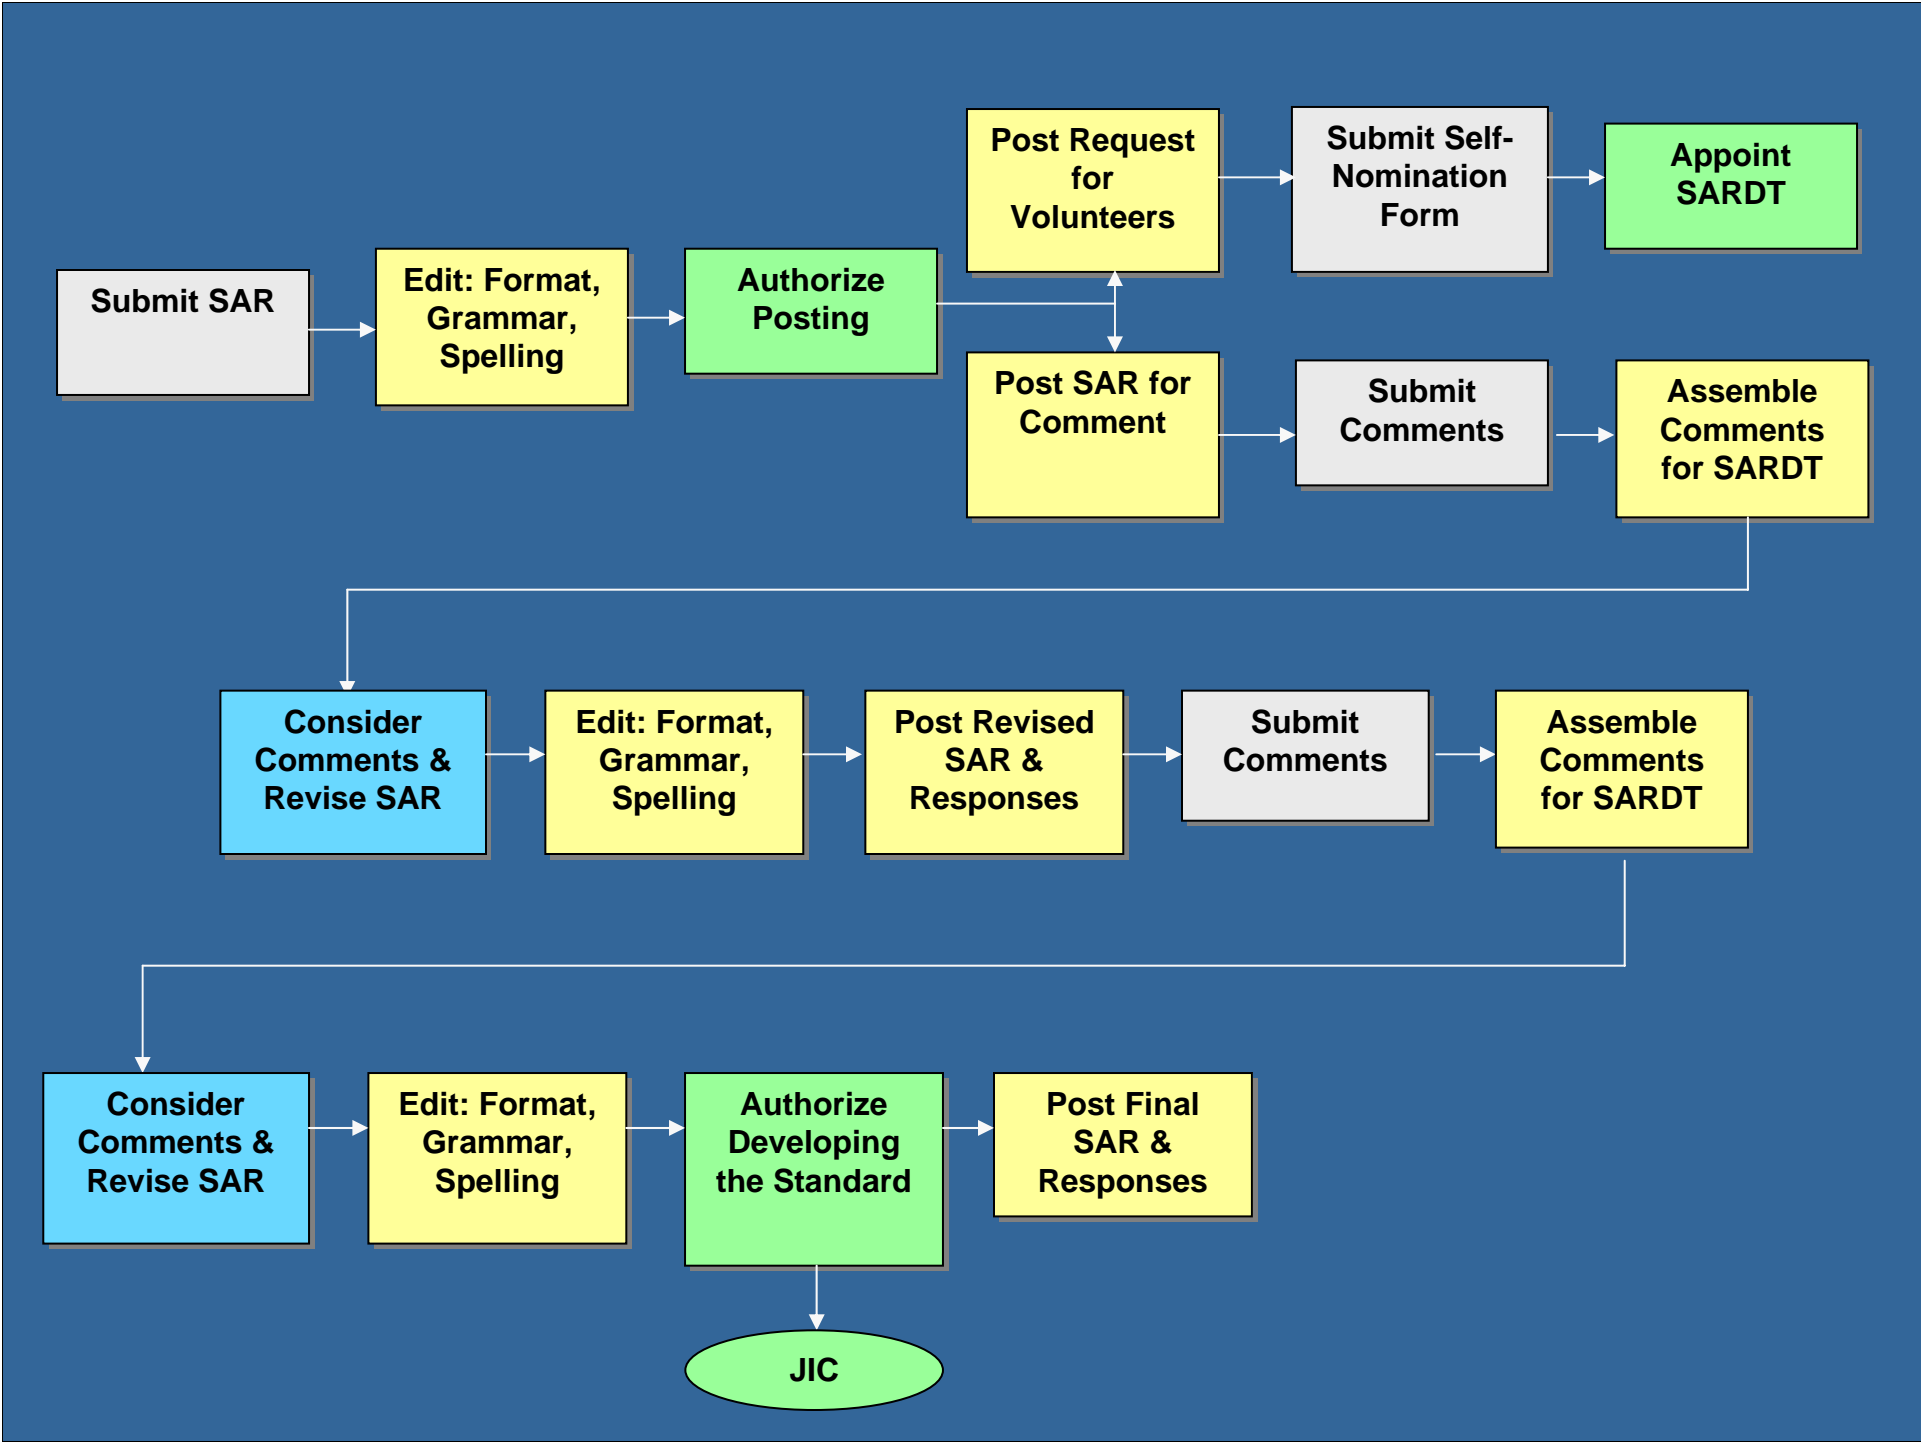 Post Request
for
Volunteers
Submit Self-
Nomination
Form
Appoint
SARDT
Submit SAR
Edit: Format,
Grammar,
Spelling
Authorize
Posting
Post SAR for
Comment
Submit
Comments
Assemble
Comments
for SARDT
Consider
Comments &
Revise SAR
Edit: Format,
Grammar,
Spelling
Post Revised
SAR &
Responses
Submit
Comments
Assemble
Comments
for SARDT
Consider
Comments &
Revise SAR
Edit: Format,
Grammar,
Spelling
Authorize
Developing
the Standard
Post Final
SAR &
Responses
JIC